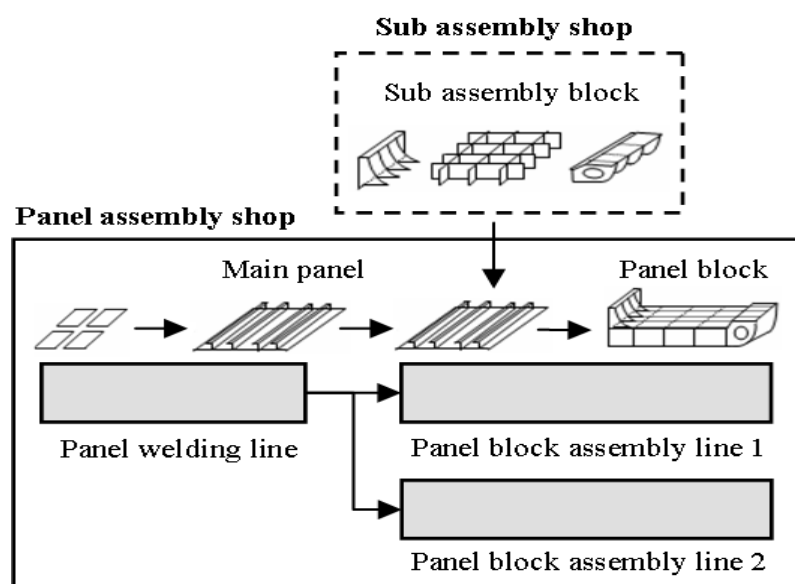 Sub assembly shop
Sub assembly block
Panel assembly shop
Main panel
Panel block
Panel welding line
Panel block assembly line 1
Panel block assembly line 2